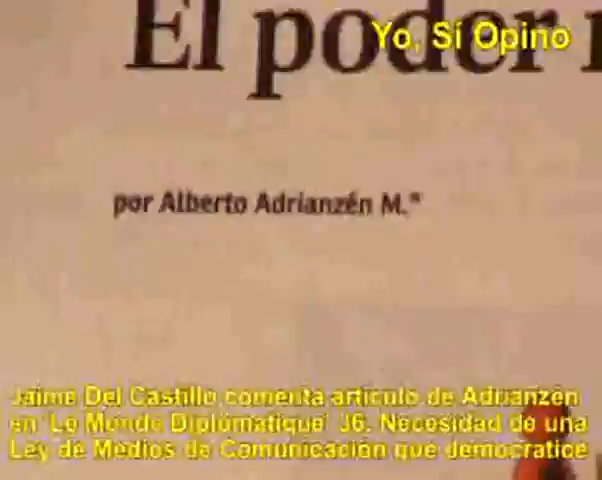 El poder
Yo, Sí Opino
por Alberto Adrianzén M.*
Jaime Del Castillo comenta artículo de Adrianzén
en 'Le Monde Diplomatique' 36. Necesidad de una
Ley de Medios de Comunicación que democratice